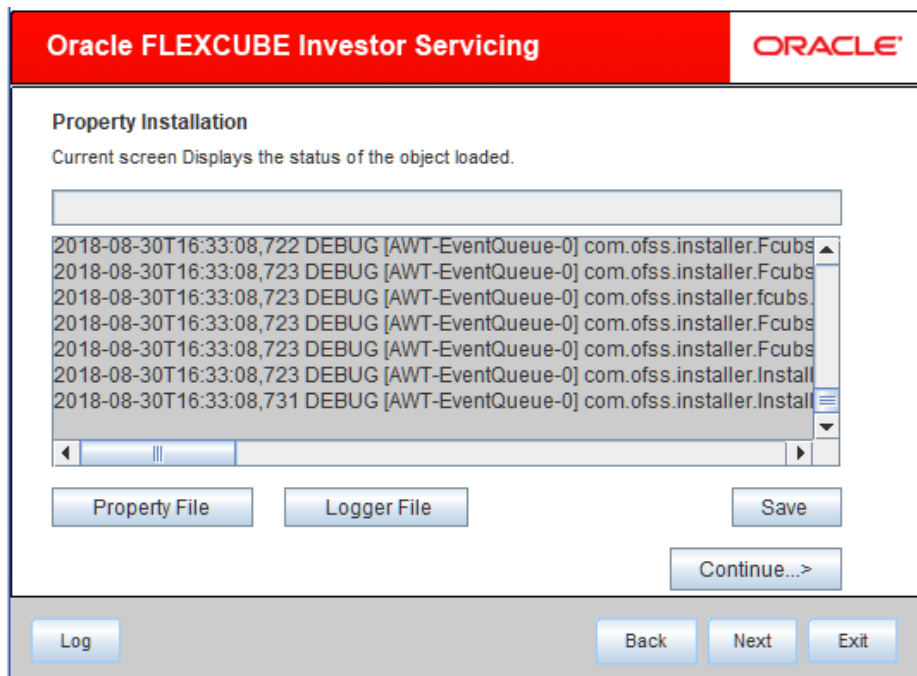 Oracle FLEXCUBE Investor Servicing
ORACLE
Property Installation
Current screen Displays the status of the object loaded.
2018-08-30T16:33:08,722 DEBUG [AWT-EventQueue-0] com.ofss.installer.Fcubs
2018-08-30T16:33:08,723 DEBUG [AWT-EventQueue-0] com.ofss.installer.Fcubs
2018-08-30T16:33:08,723 DEBUG [AWT-EventQueue-0] com.ofss.installer.fcubs.
2018-08-30T16:33:08,723 DEBUG [AWT-EventQueue-0] com.ofss.installer.Fcubs
2018-08-30T16:33:08,723 DEBUG [AWT-EventQueue-0] com.ofss.installer.Fcubs
2018-08-30T16:33:08,723 DEBUG [AWT-EventQueue-0] com.ofss.installer.Install
2018-08-30T16:33:08,731 DEBUG [AWT-EventQueue-0] com.ofss.installer.Install
Property File
Logger File
Save
Continue...>
Log
Back
Next
Exit